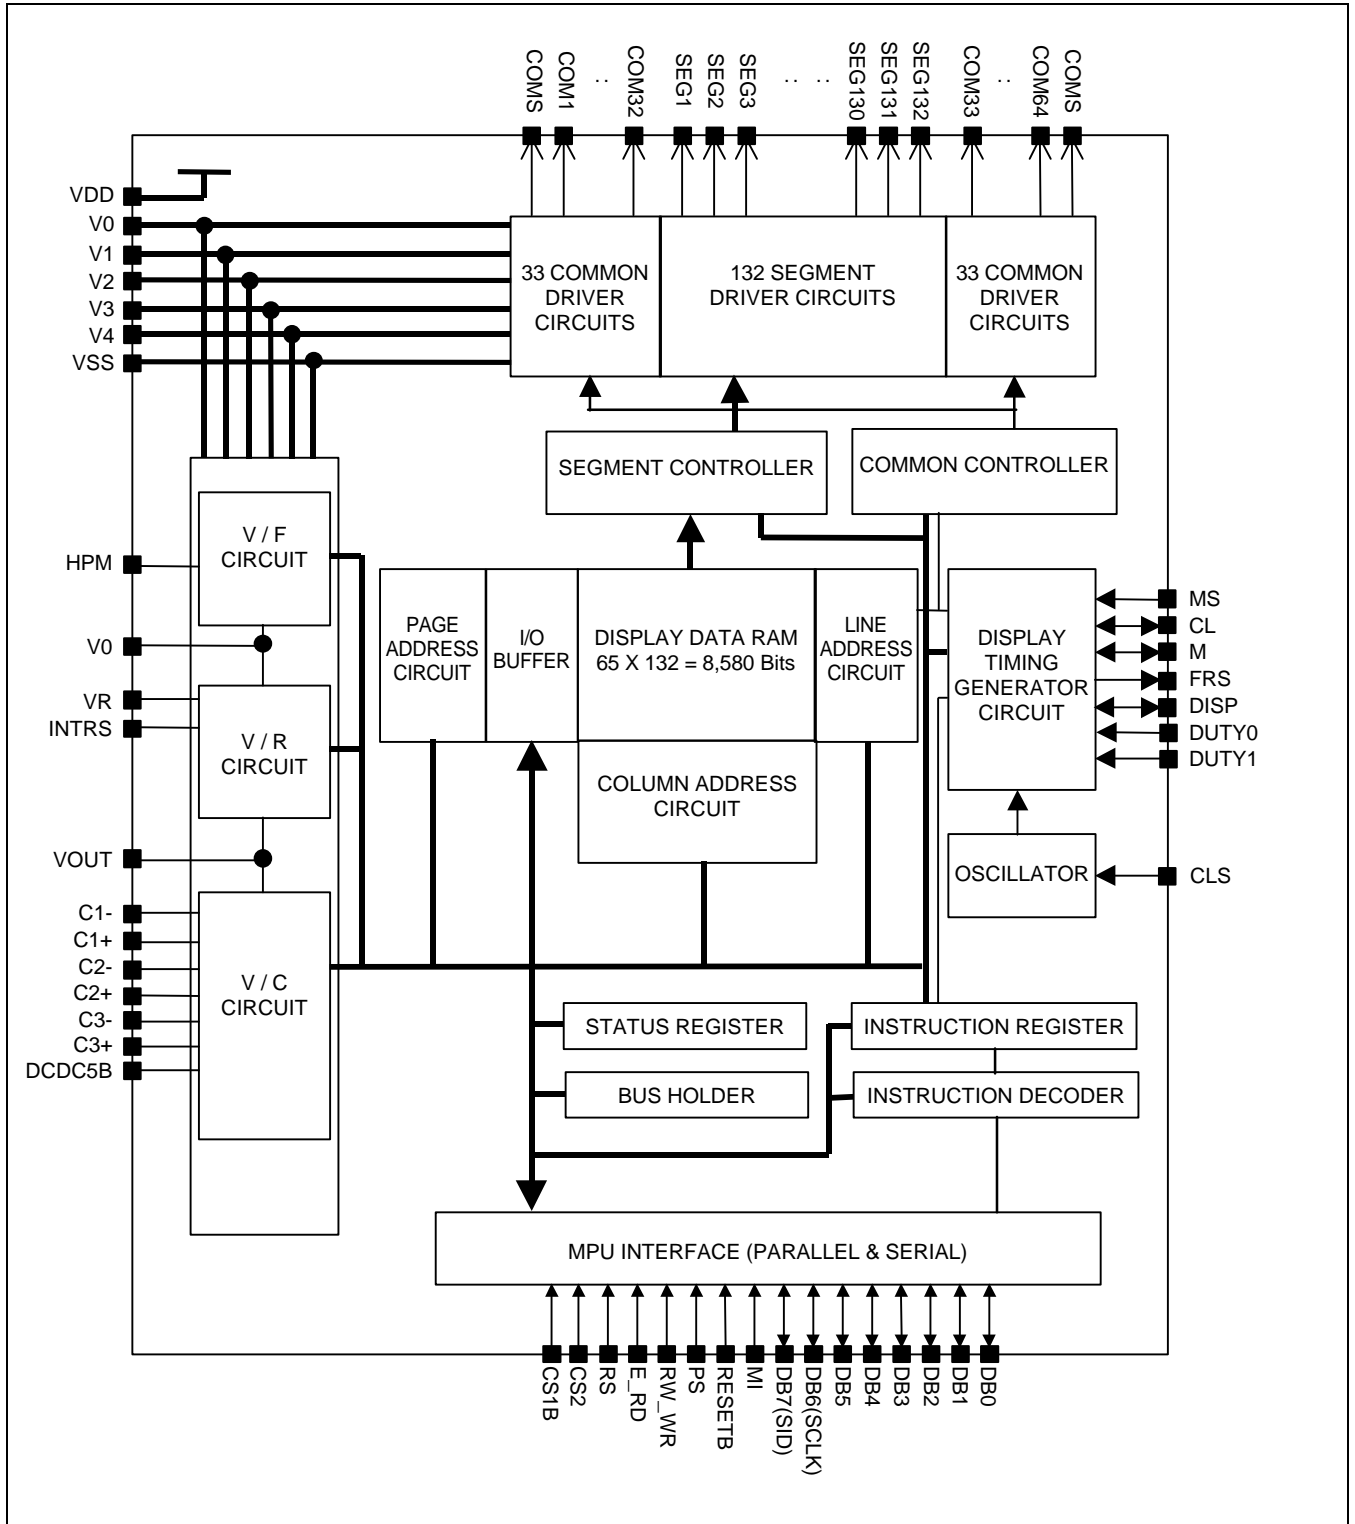 COMS
COM1
:
COM32
SEG1
SEG2
SEG3
:
:
SEG130
SEG131
SEG132
COM33
:
COM64
COMS
VDD
V0
V1
V2
V3
V4
VSS
33 COMMON
DRIVER
CIRCUITS
132 SEGMENT
DRIVER CIRCUITS
33 COMMON
DRIVER
CIRCUITS
SEGMENT CONTROLLER
COMMON CONTROLLER
HPM
V0
VR
INTRS
VOUT
C1-
C1+
C2-
C2+
C3-
C3+
DCDC5B
V / F
CIRCUIT
V / R
CIRCUIT
V / C
CIRCUIT
PAGE
ADDRESS
CIRCUIT
I/O
BUFFER
DISPLAY DATA RAM
65 X 132 = 8,580 Bits
LINE
ADDRESS
CIRCUIT
COLUMN ADDRESS
CIRCUIT
DISPLAY
TIMING
GENERATOR
CIRCUIT
OSCILLATOR
MS
CL
M
FRS
DISP
DUTY0
DUTY1
CLS
STATUS REGISTER
INSTRUCTION REGISTER
BUS HOLDER
INSTRUCTION DECODER
MPU INTERFACE (PARALLEL & SERIAL)
CS1B
CS2
RS
E_RD
RW_WR
PS
RESETB
MI
DB7(SID)
DB6(SCLK)
DB5
DB4
DB3
DB2
DB1
DB0